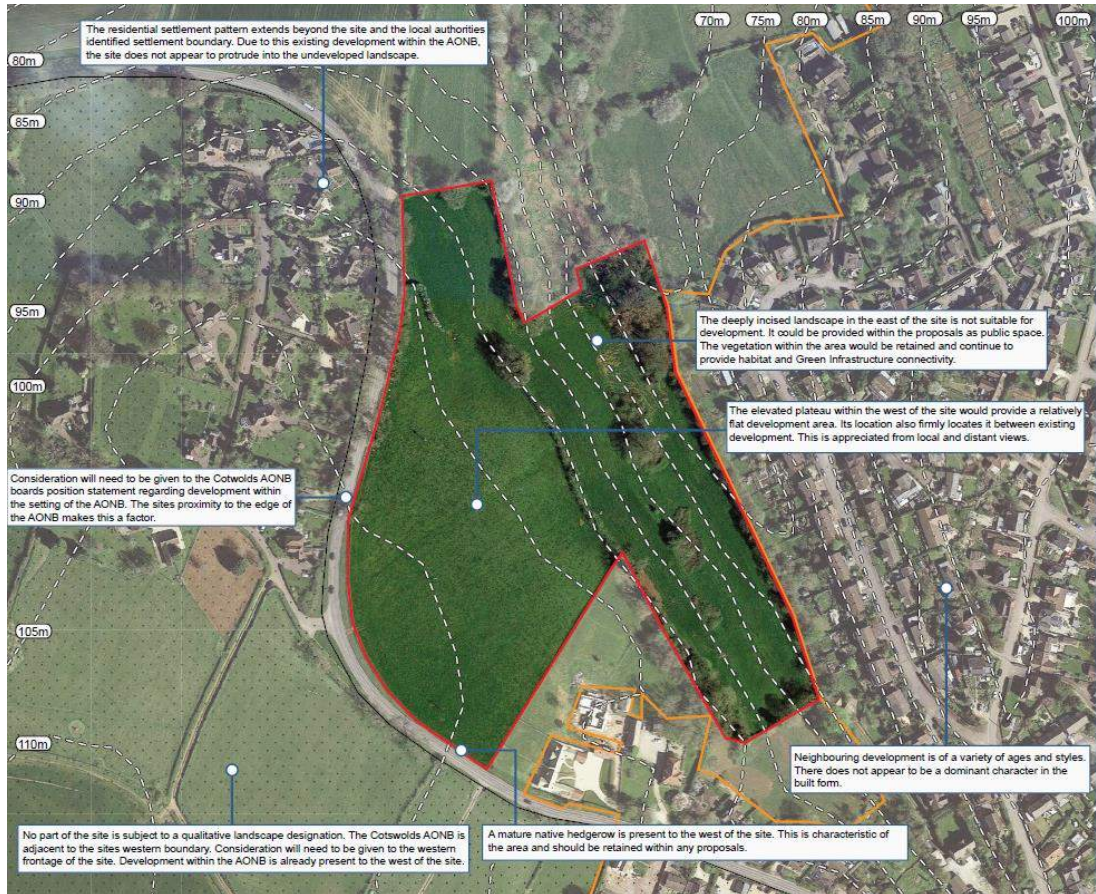 The residential settlement pattern extends beyond the site and the local authorities
identified settlement boundary. Due to this existing development within the AONB,
the site does not appear to protrude into the undeveloped landscape.
70m
75m
80m
85m
90m
95m
100m
80m
85m
90m
95m
100m
105m
110m
The deeply incised landscape in the east of the site is not suitable for
development. It could be provided within the proposals as public space.
The vegetation within the area would be retained and continue to
provide habitat and Green Infrastructure connectivity.
The elevated plateau within the west of the site would provide a relatively
flat development area. Its location also firmly locates it between existing
development. This is appreciated from local and distant views.
Consideration will need to be given to the Cotwolds AONB
boards position statement regarding development within
the setting of the AONB. The sites proximity to the edge of
the AONB makes this a factor.
Neighbouring development is of a variety of ages and styles.
There does not appear to be a dominant character in the
built form.
No part of the site is subject to a qualitative landscape designation. The Cotswolds AONB is
adjacent to the sites western boundary. Consideration will need to be given to the western
frontage of the site. Development within the AONB is already present to the west of the site.
A mature native hedgerow is present to the west of the site. This is characteristic of
the area and should be retained within any proposals.